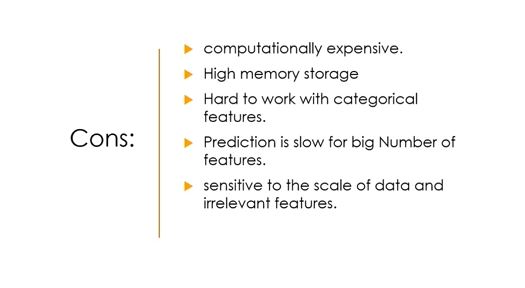 Cons:
computationally expensive.
High memory storage
Hard to work with categorical
features.
Prediction is slow for big Number of
features.
sensitive to the scale of data and
irrelevant features.